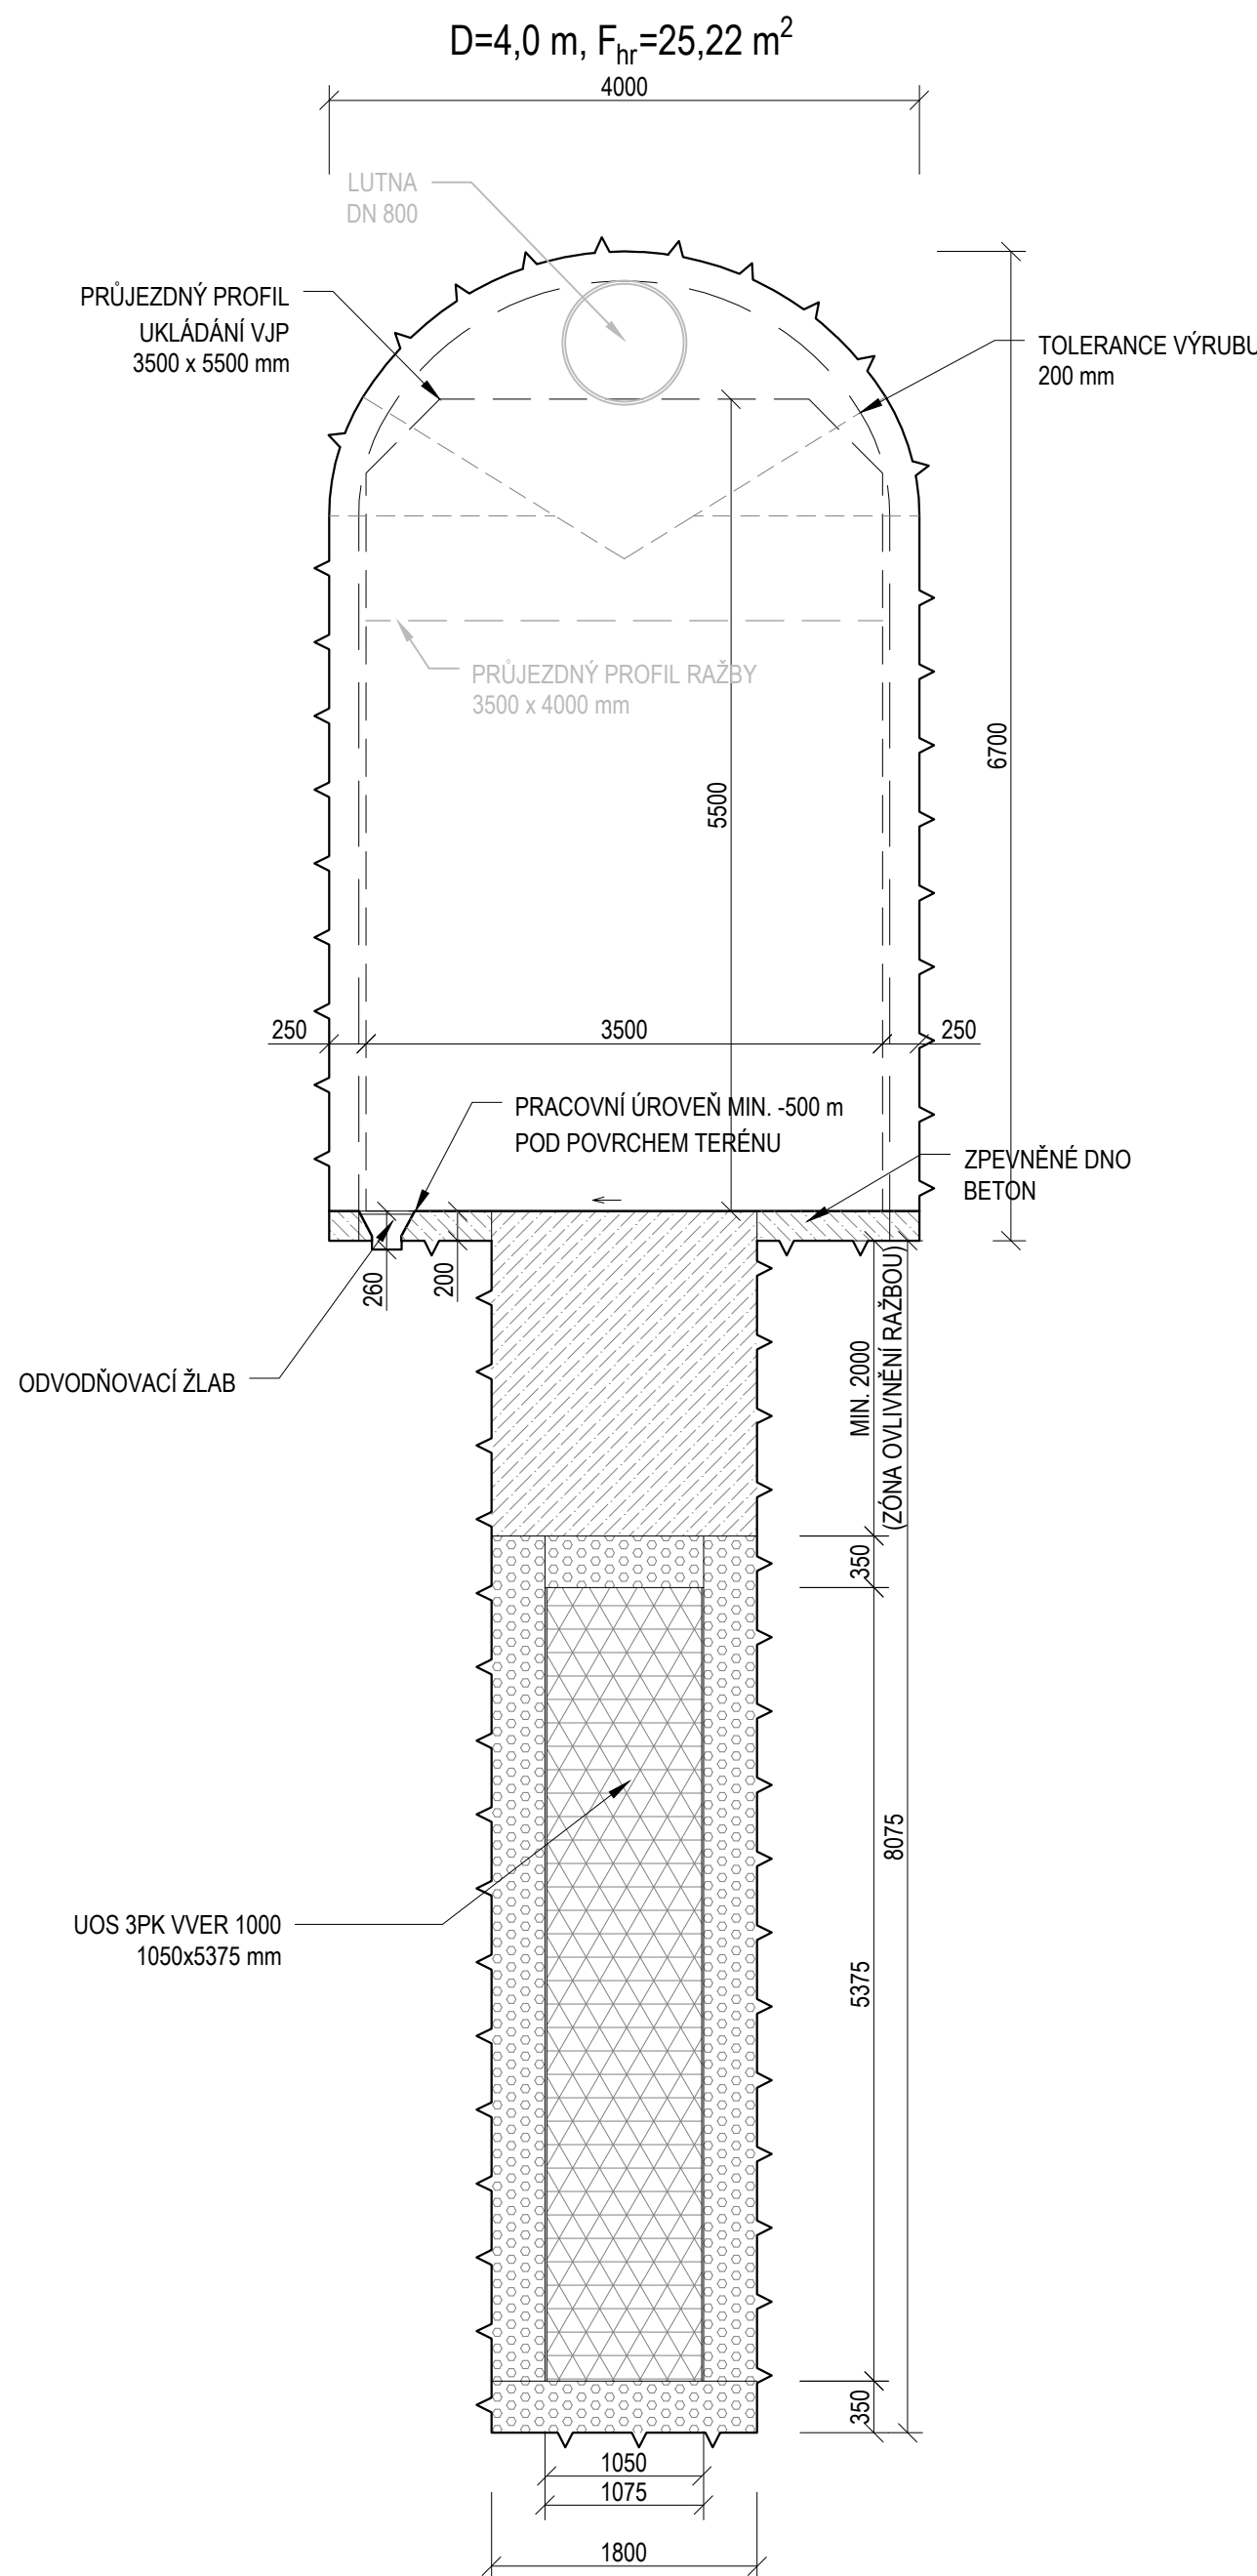 D=4,0 m, Fhr=25,22 m²
4000
LUTNA
DN 800
PRŮJEZDNÝ PROFIL
UKLÁDÁNÍ VJP
3500 x 5500 mm
TOLERANCE VÝRUBU
200 mm
PRŮJEZDNÝ PROFIL RAŽBY
3500 x 4000 mm
6700
5500
250
3500
250
PRACOVNÍ ÚROVEŇ MIN. -500 m
POD POVRCHEM TERÉNU
ZPEVNĚNÉ DNO
BETON
260
200
ODVODŇOVACÍ ŽLAB
MIN. 2000
(ZÓNA OVLIVNĚNÍ RAŽBOU)
350
8075
UOS 3PK VVER 1000
1050x5375 mm
5375
350
1050
1075
1800